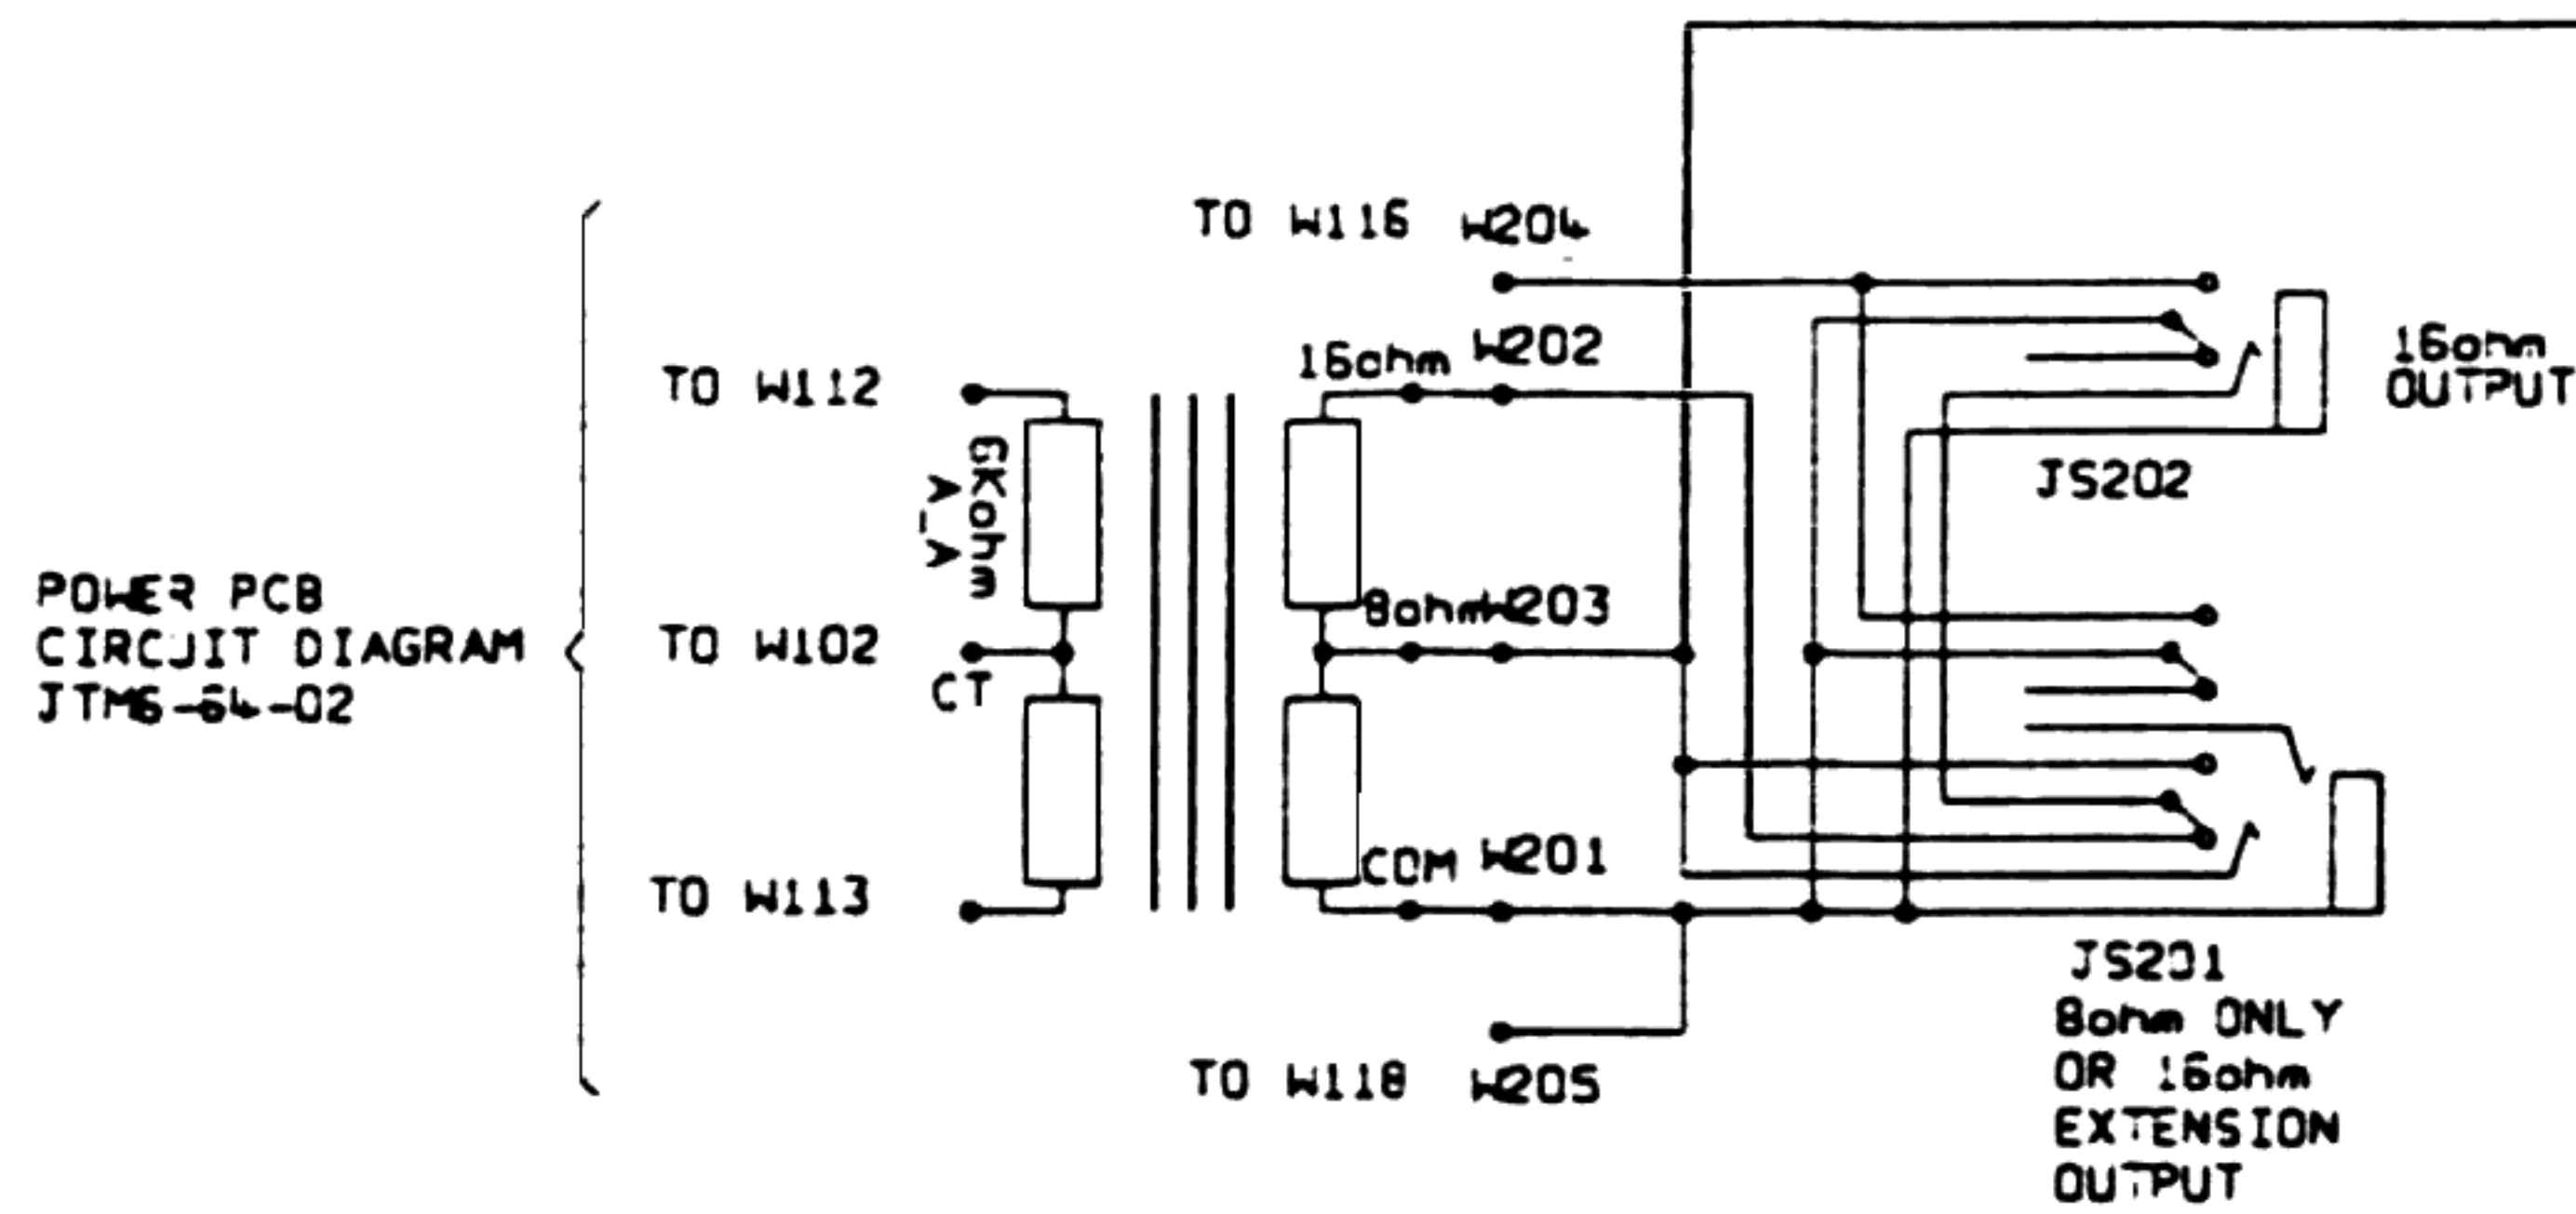 TO W116 W204
16ohm W202
TO W112
16ohm
OUTPUT
6Kohm
A_A
JS202
8ohm W203
POWER PCB
CIRCUIT DIAGRAM
JTM6-64-02
TO W102
CT
COM W201
TO W113
JS201
8ohm ONLY
OR 16ohm
EXTENSION
OUTPUT
TO W118 W205